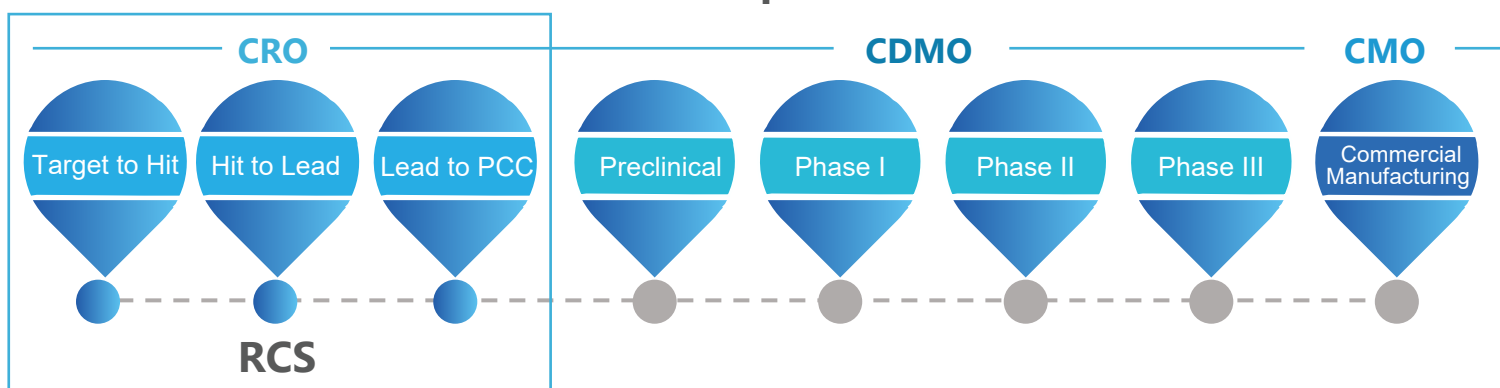 CRO
CDMO
CMO
Target to Hit
Hit to Lead
Lead to PCC
Preclinical
Phase I
Phase II
Phase III
Commercial
Manufacturing
RCS